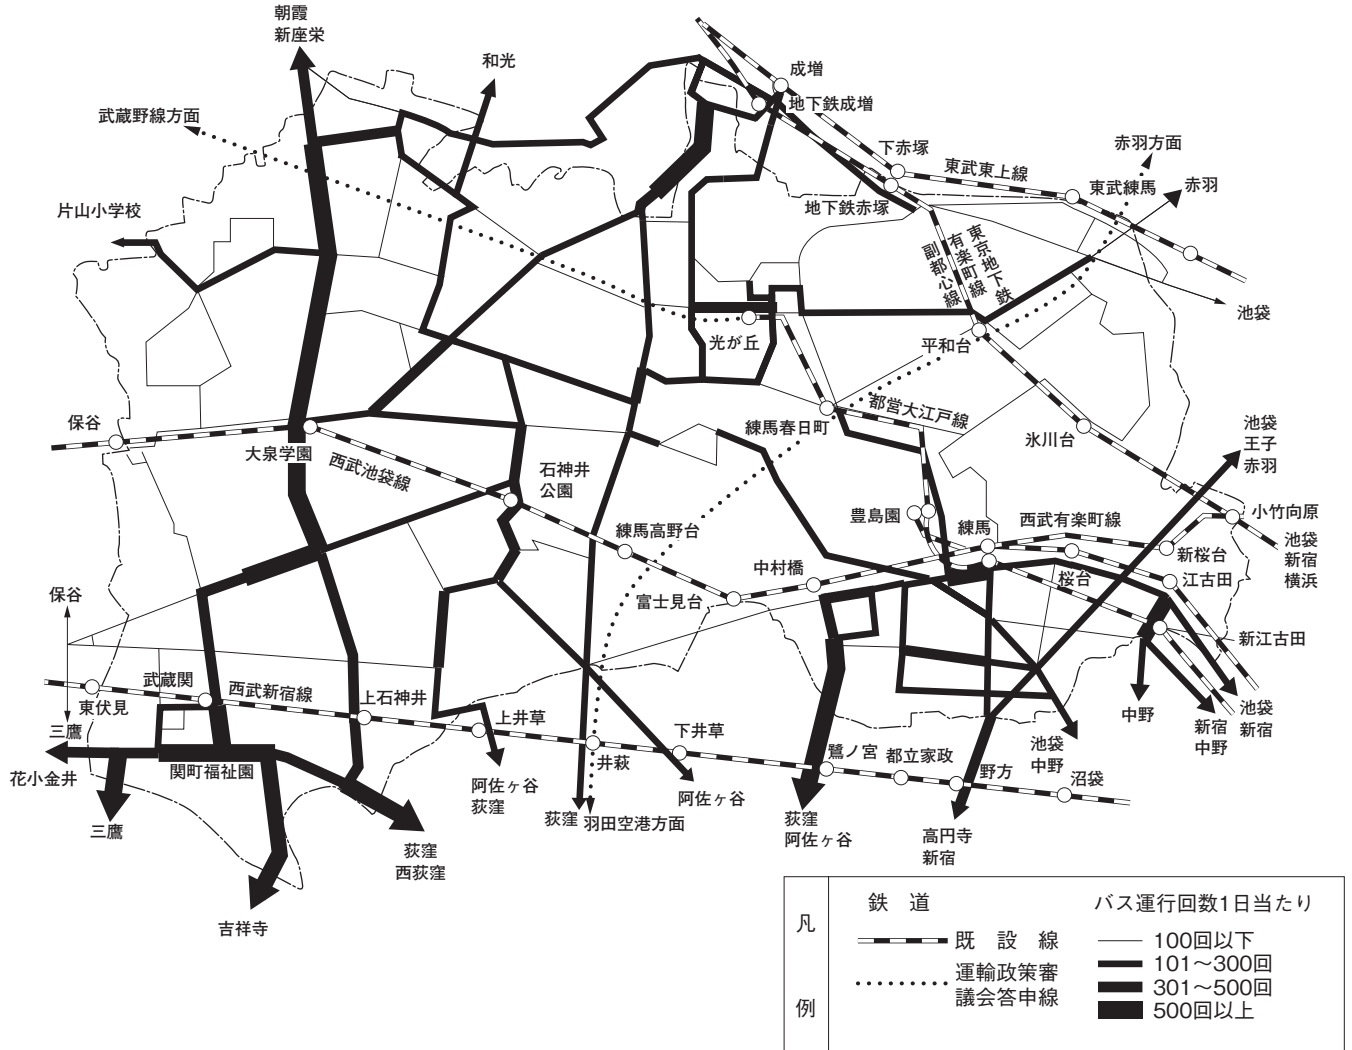 朝霞
新座栄
和光
武蔵野線方面
成増
地下鉄成増
下赤塚
東武東上線
赤羽方面
東武練馬
赤羽
地下鉄赤塚
片山小学校
東京地下鉄
有楽町線
副都心線
池袋
光が丘
平和台
保谷
大泉学園
西武池袋線
石神井
公園
練馬春日町
都営大江戸線
氷川台
池袋
王子
赤羽
豊島園
練馬
西武有楽町線
小竹向原
新桜台
池袋
新宿
横浜
練馬高野台
中村橋
富士見台
桜台
江古田
新江古田
保谷
三鷹
武蔵関
東伏見
西武新宿線
上石神井
上井草
下井草
井荻
鷺ノ宮
都立家政
野方
沼袋
池袋
中野
中野
新宿
中野
池袋
新宿
花小金井
関町福祉園
三鷹
吉祥寺
荻窪
西荻窪
阿佐ヶ谷
荻窪
荻窪
羽田空港方面
阿佐ヶ谷
荻窪
阿佐ヶ谷
高円寺
新宿
凡例
鉄 道
既 設 線
運輸政策審
議会答申線
バス運行回数1日当たり
100回以下
101〜300回
301〜500回
500回以上